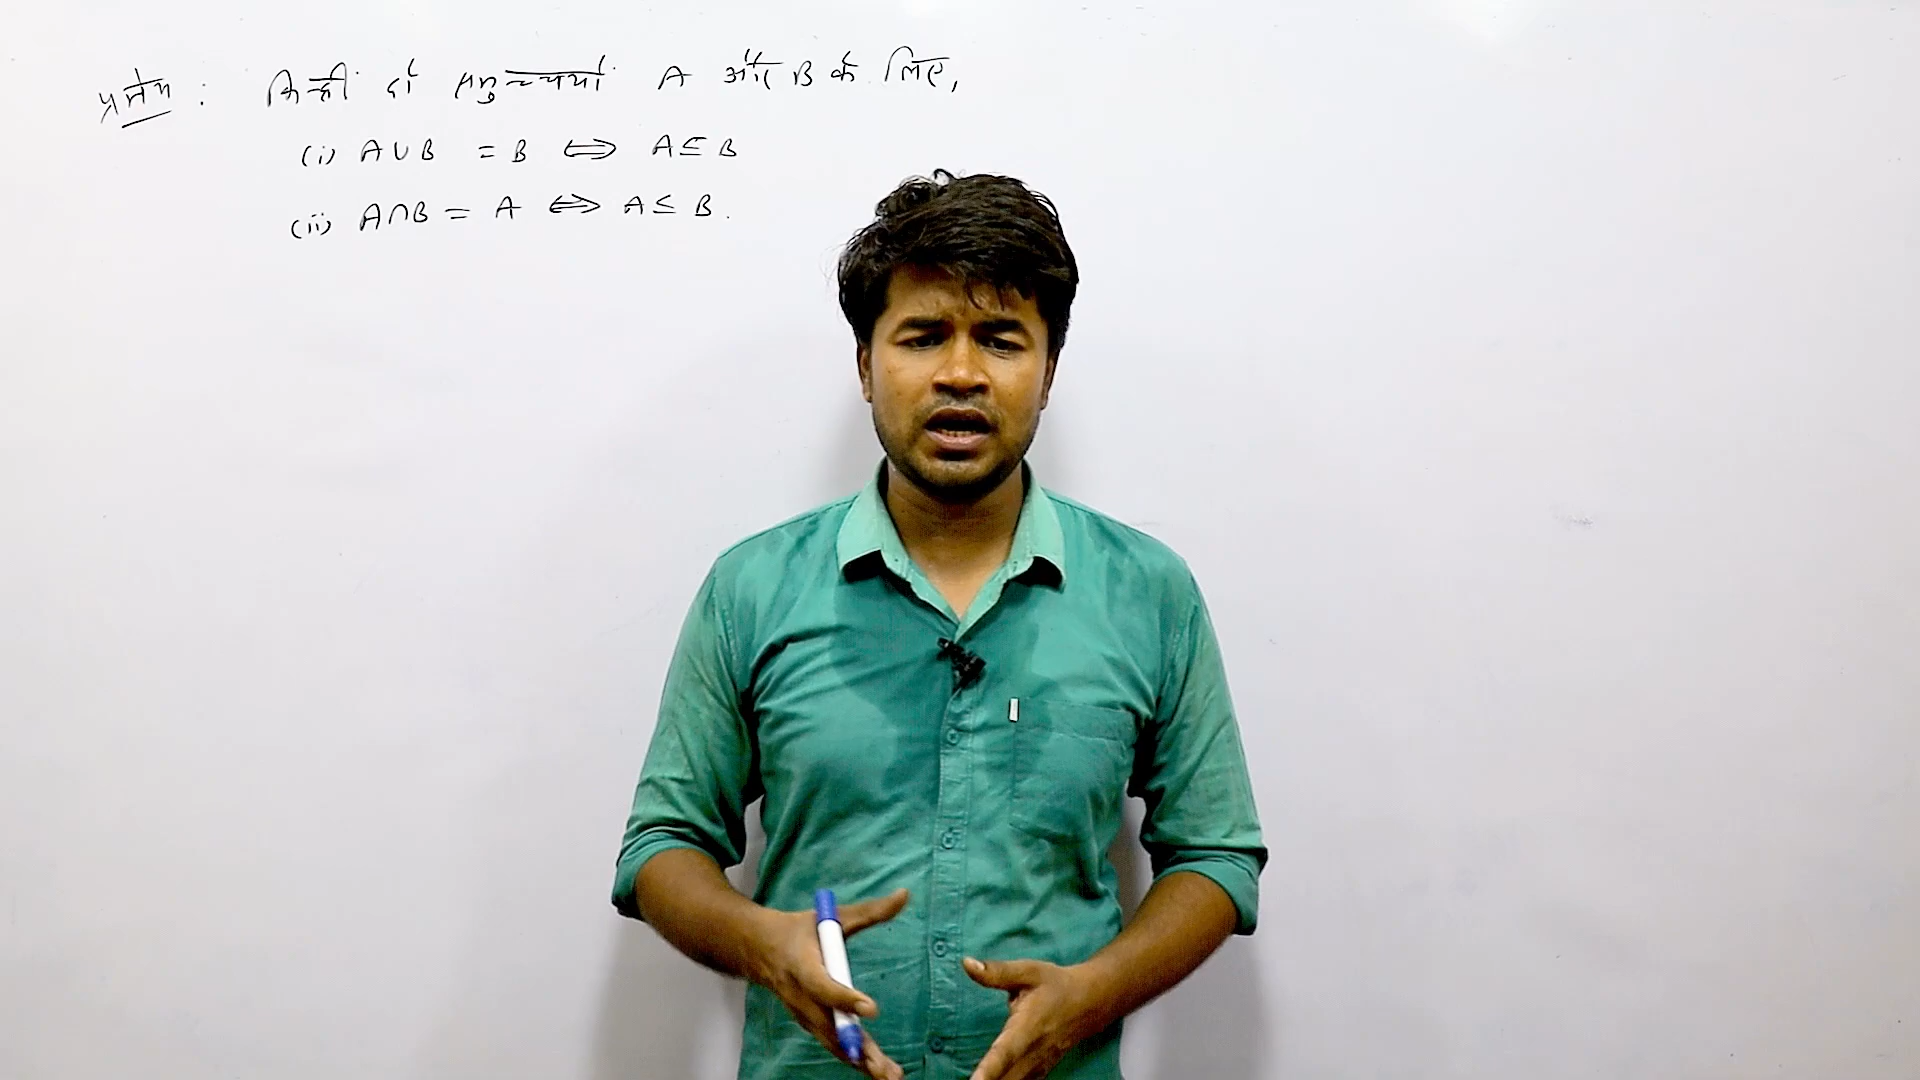 प्रमेय : किन्हीं दो समुच्चयों A और B के लिए,
(i) A∪B = B ⇔ A⊆B
(ii) A∩B = A ⇔ A⊆B.